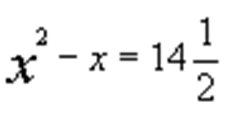 x² − x = 14 1/2